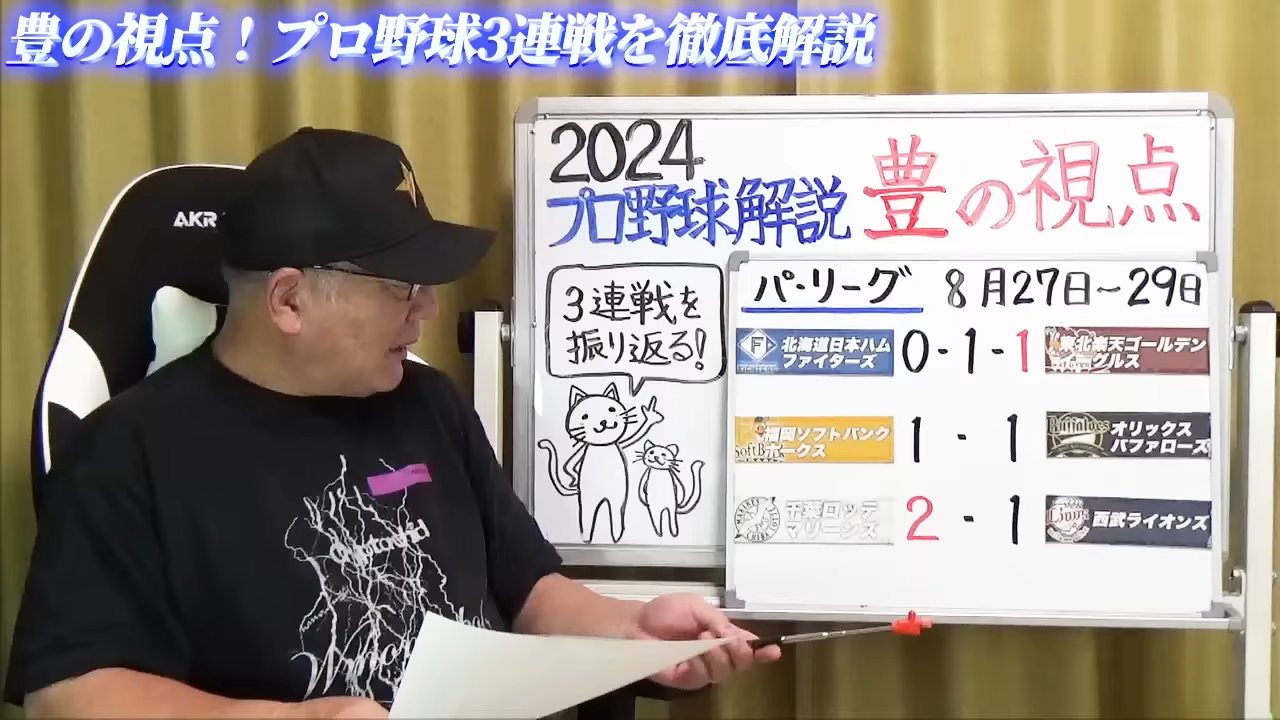 豊の視点！プロ野球3連戦を徹底解説
AKR
2024
プロ野球解説 豊の視点
3連戦を
振り返る!
パ・リーグ 8月27日～29日
北海道日本ハム
ファイターズ
FIGHTERS
0-1-1
東北楽天ゴールデン
イーグルス
福岡ソフトバンク
ホークス
SoftB
1-1
Buffaloes
オリックス
バファローズ
千葉ロッテ
マリーンズ
MARINES
CHIBA
2-1
Lions
西武ライオンズ